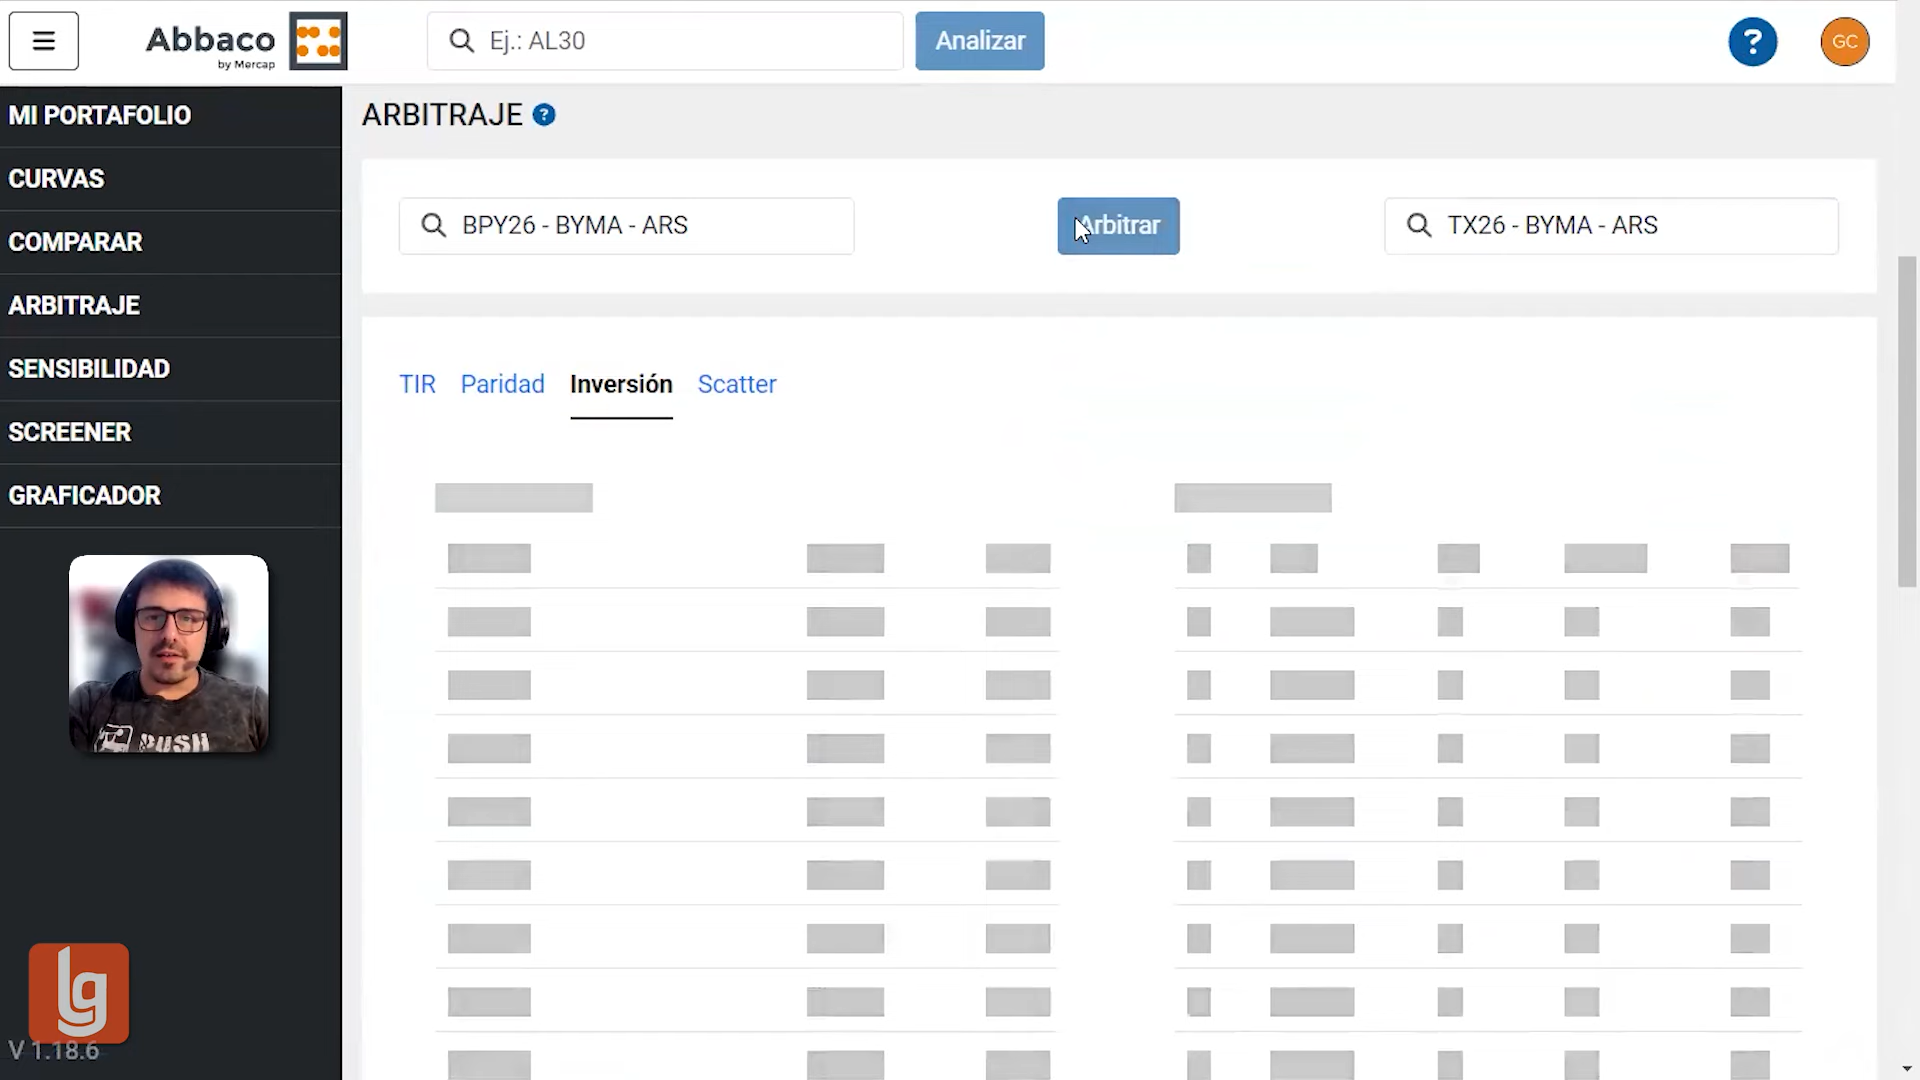 Abbaco
by Mercap
Ej.: AL30
Analizar
?
GC
MI PORTAFOLIO
CURVAS
COMPARAR
ARBITRAJE
SENSIBILIDAD
SCREENER
GRAFICADOR
ARBITRAJE ?
BPY26 - BYMA - ARS
Arbitrar
TX26 - BYMA - ARS
TIR Paridad Inversión Scatter
lg
V 1.18.6